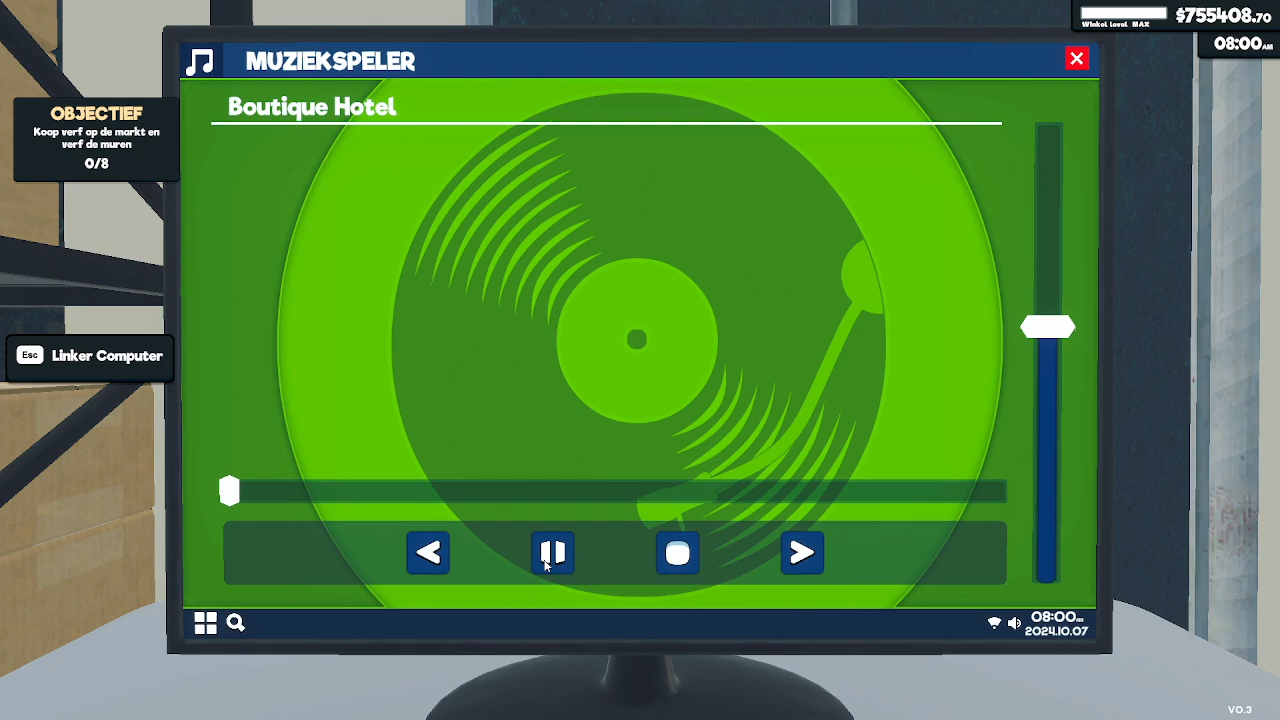 Winkel Level MAX
$755408.70
08:00AM
MUZIEKSPELER
Boutique Hotel
OBJECTIEF
Koop verf op de markt en
verf de muren
0/8
Esc Linker Computer
08:00
2024.10.07
V0.3